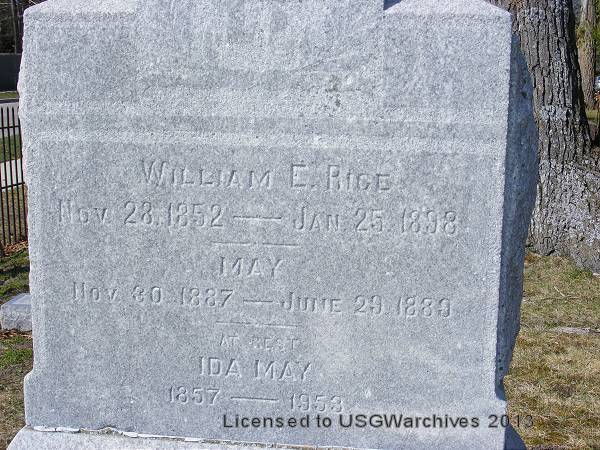 WILLIAM E. RICE
NOV. 28. 1852 — JAN. 25. 1898
MAY
NOV. 30. 1887 — JUNE 29. 1889
AT REST
IDA MAY
1857 - 1953
Licensed to USGWarchives 2013